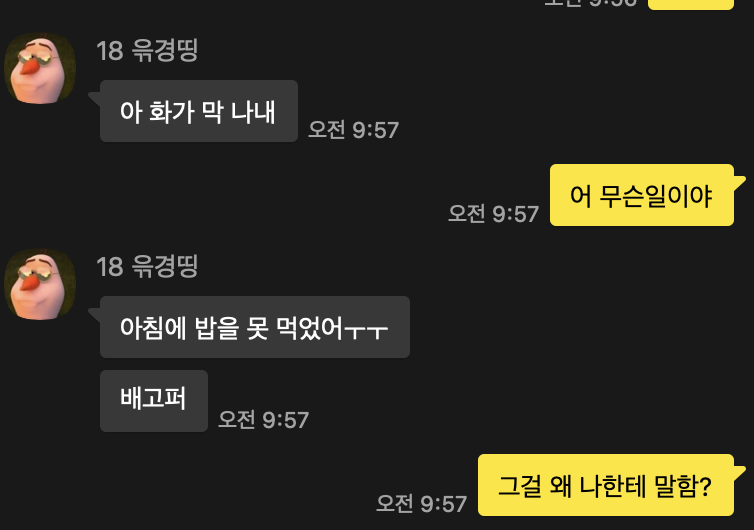 18 윾경띵
아 화가 막 나내
오전 9:57
어 무슨일이야
오전 9:57
18 윾경띵
아침에 밥을 못 먹었어ㅜㅜ
배고퍼
오전 9:57
그걸 왜 나한테 말함?
오전 9:57